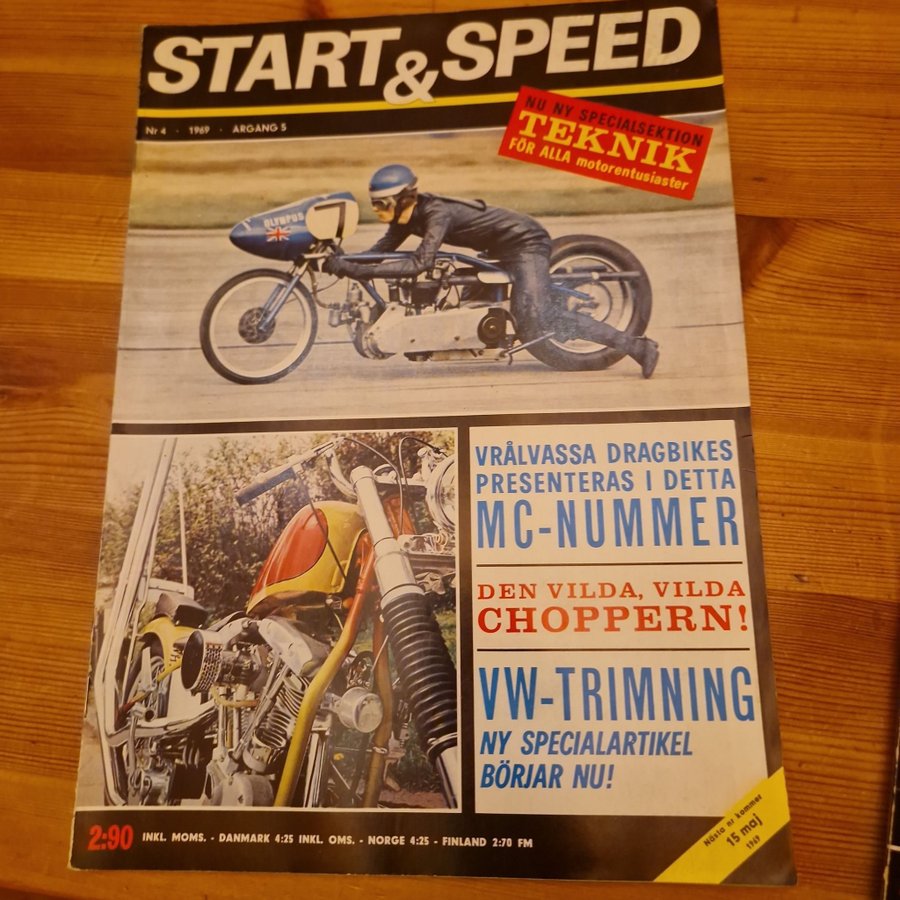 START & SPEED
Nr 4 · 1969 · ÅRGÅNG 5
NU NY SPECIALSEKTION
TEKNIK
FÖR ALLA motorentusiaster
OLYMPUS
7
VRÅLVASSA DRAGBIKES
PRESENTERAS I DETTA
MC-NUMMER
DEN VILDA, VILDA
CHOPPERN!
VW-TRIMNING
NY SPECIALARTIKEL
BÖRJAR NU!
2:90 INKL. MOMS. - DANMARK 4:25 INKL. OMS. - NORGE 4:25 - FINLAND 2:70 FM
Nästa nr kommer
15 maj
1969